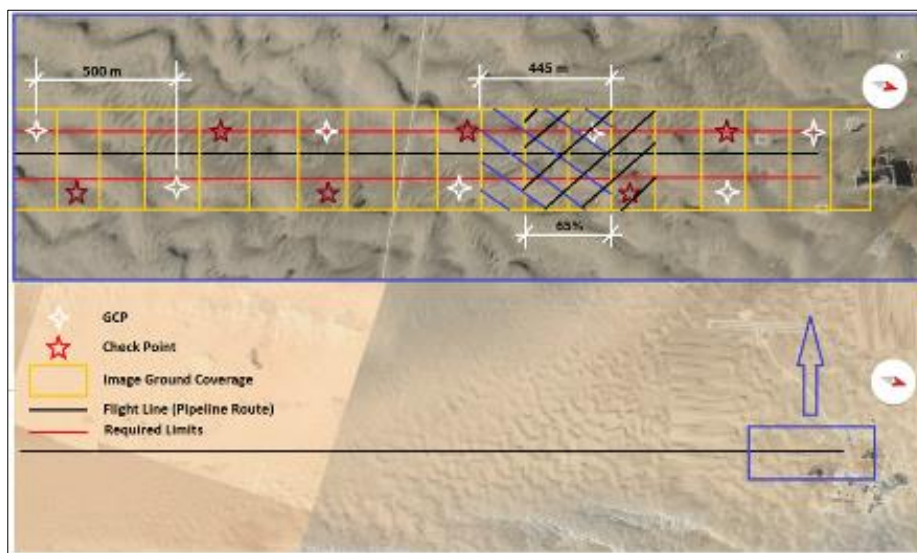 500 m
445 m
65%
GCP
Check Point
Image Ground Coverage
Flight Line (Pipeline Route)
Required Limits